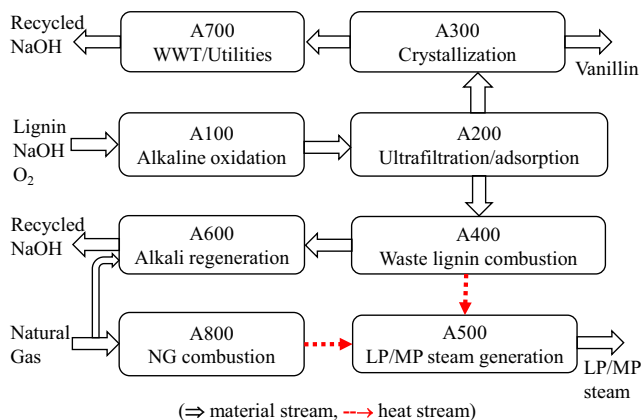 Recycled
NaOH
A700
WWT/Utilities
A300
Crystallization
Vanillin
Lignin
NaOH
O₂
A100
Alkaline oxidation
A200
Ultrafiltration/adsorption
Recycled
NaOH
A600
Alkali regeneration
A400
Waste lignin combustion
Natural
Gas
A800
NG combustion
A500
LP/MP steam generation
LP/MP
steam
(⇒ material stream, --→ heat stream)